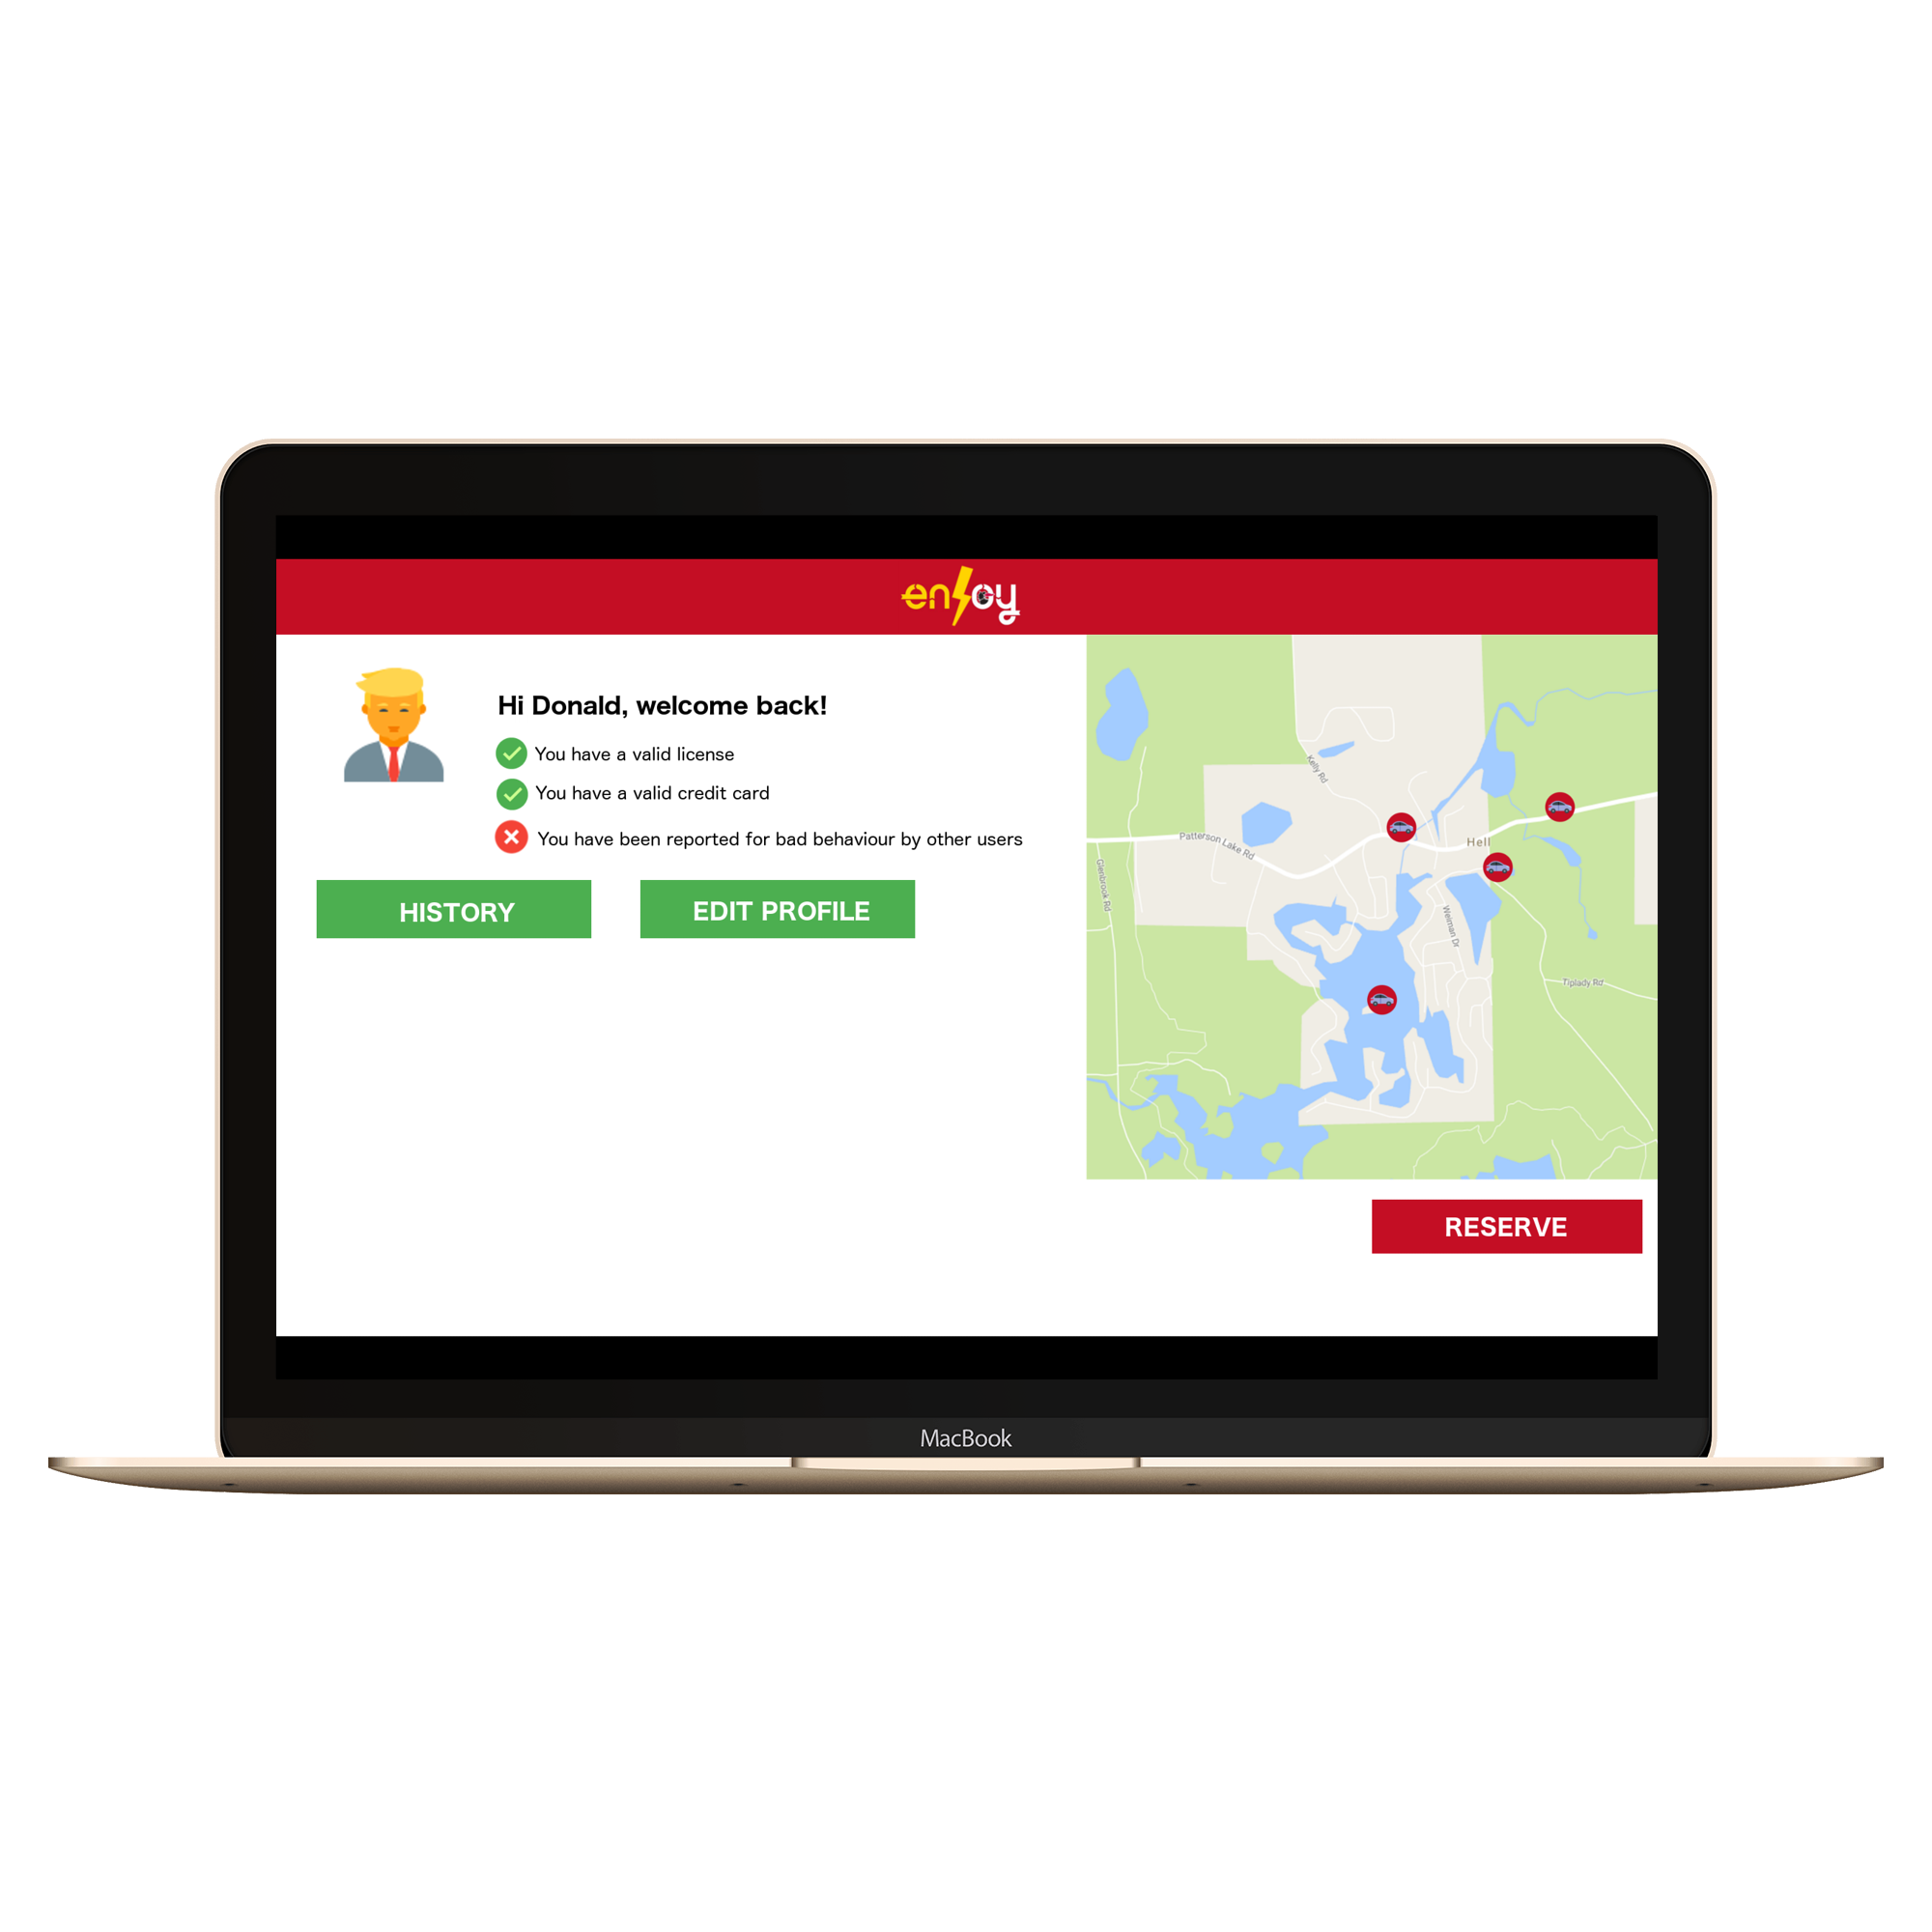 enjoy
Hi Donald, welcome back!
You have a valid license
You have a valid credit card
You have been reported for bad behaviour by other users
HISTORY
EDIT PROFILE
Kelly Rd
Patterson Lake Rd
Hell
Glenbrook Rd
Weiman Dr
Tiplady Rd
RESERVE
MacBook